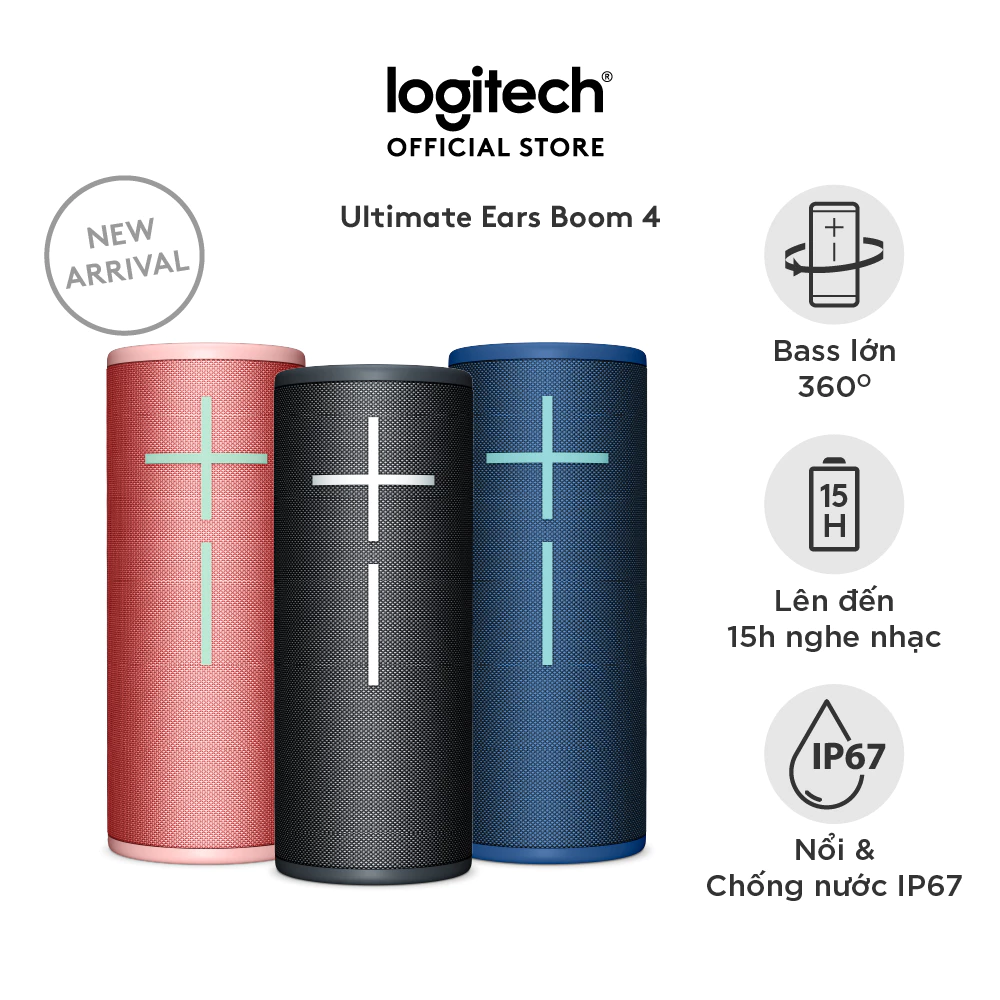 logitech®
OFFICIAL STORE
NEW
ARRIVAL
Ultimate Ears Boom 4
Bass lớn
360°
15
H
Lên đến
15h nghe nhạc
IP67
Nổi &
Chống nước IP67